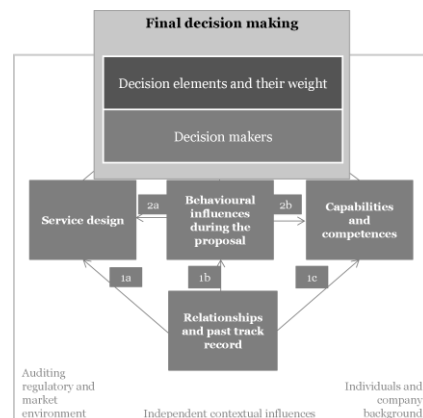 Final decision making
Decision elements and their weight
Decision makers
2a
2b
Service design
Behavioural
influences
during the
proposal
Capabilities
and
competences
1a
1b
1c
Relationships
and past track
record
Auditing
regulatory and
market
environment
Independent contextual influences
Individuals and
company
background